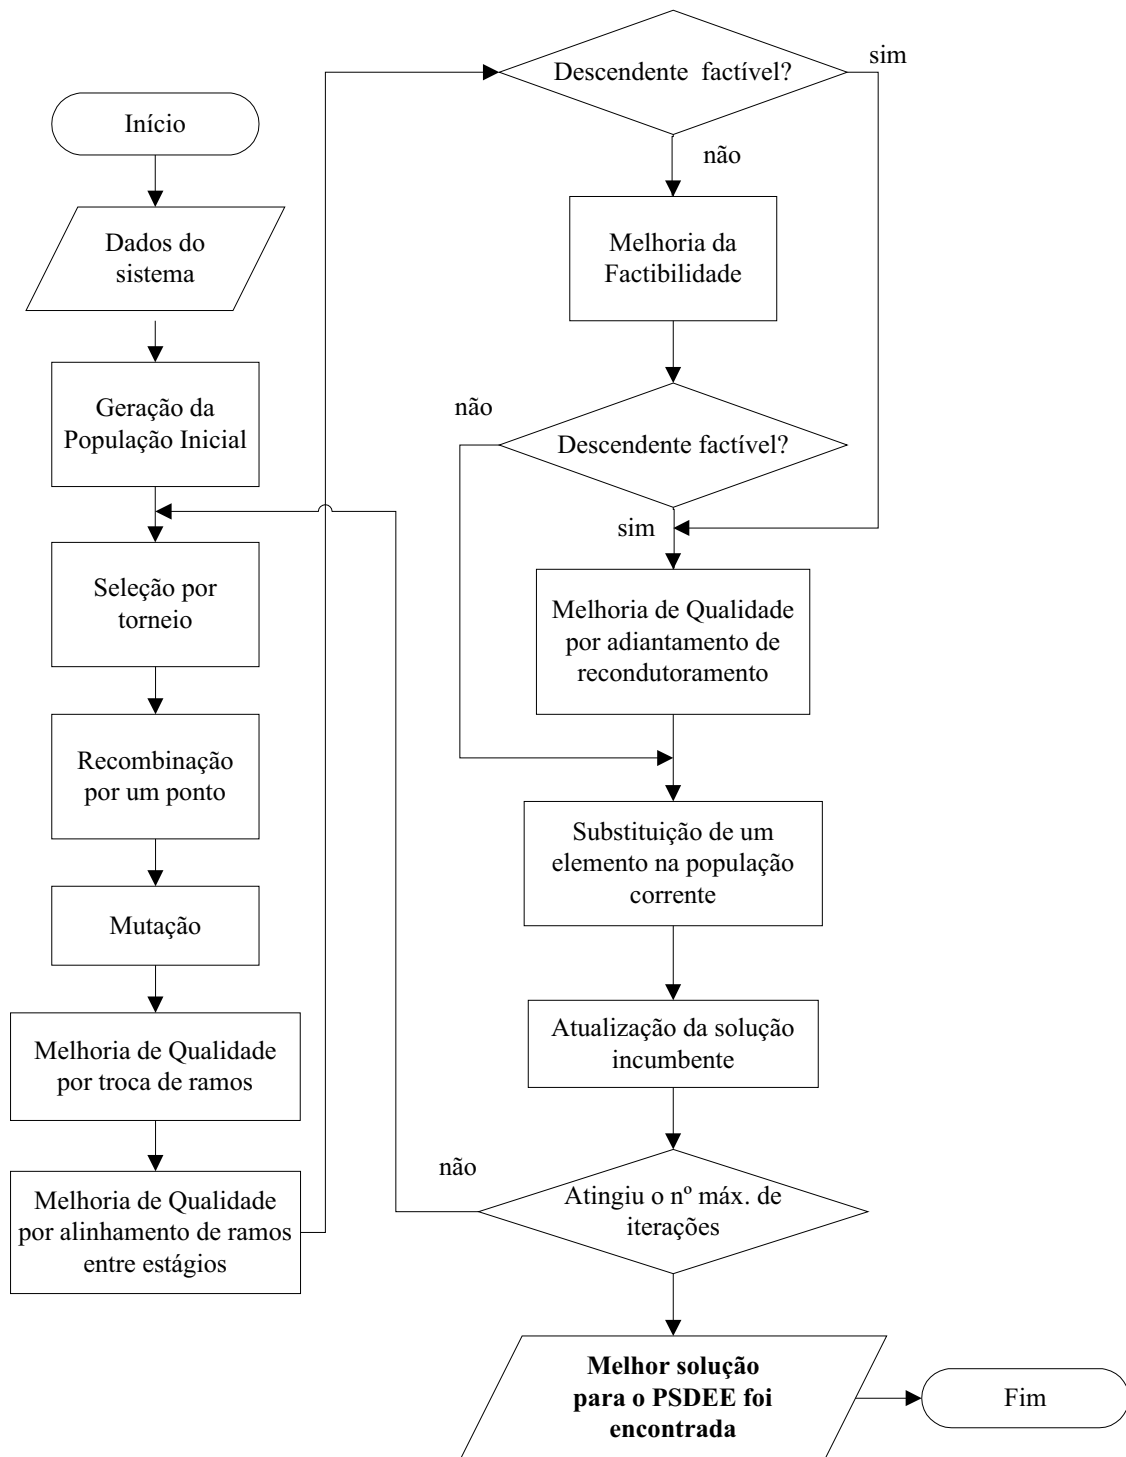 Início
Dados do
sistema
Geração da
População Inicial
Seleção por
torneio
Recombinação
por um ponto
Mutação
Melhoria de Qualidade
por troca de ramos
Melhoria de Qualidade
por alinhamento de ramos
entre estágios
Descendente factível?
sim
não
Melhoria da
Factibilidade
não
Descendente factível?
sim
Melhoria de Qualidade
por adiantamento de
recondutoramento
Substituição de um
elemento na população
corrente
Atualização da solução
incumbente
não
Atingiu o nº máx. de
iterações
Melhor solução
para o PSDEE foi
encontrada
Fim